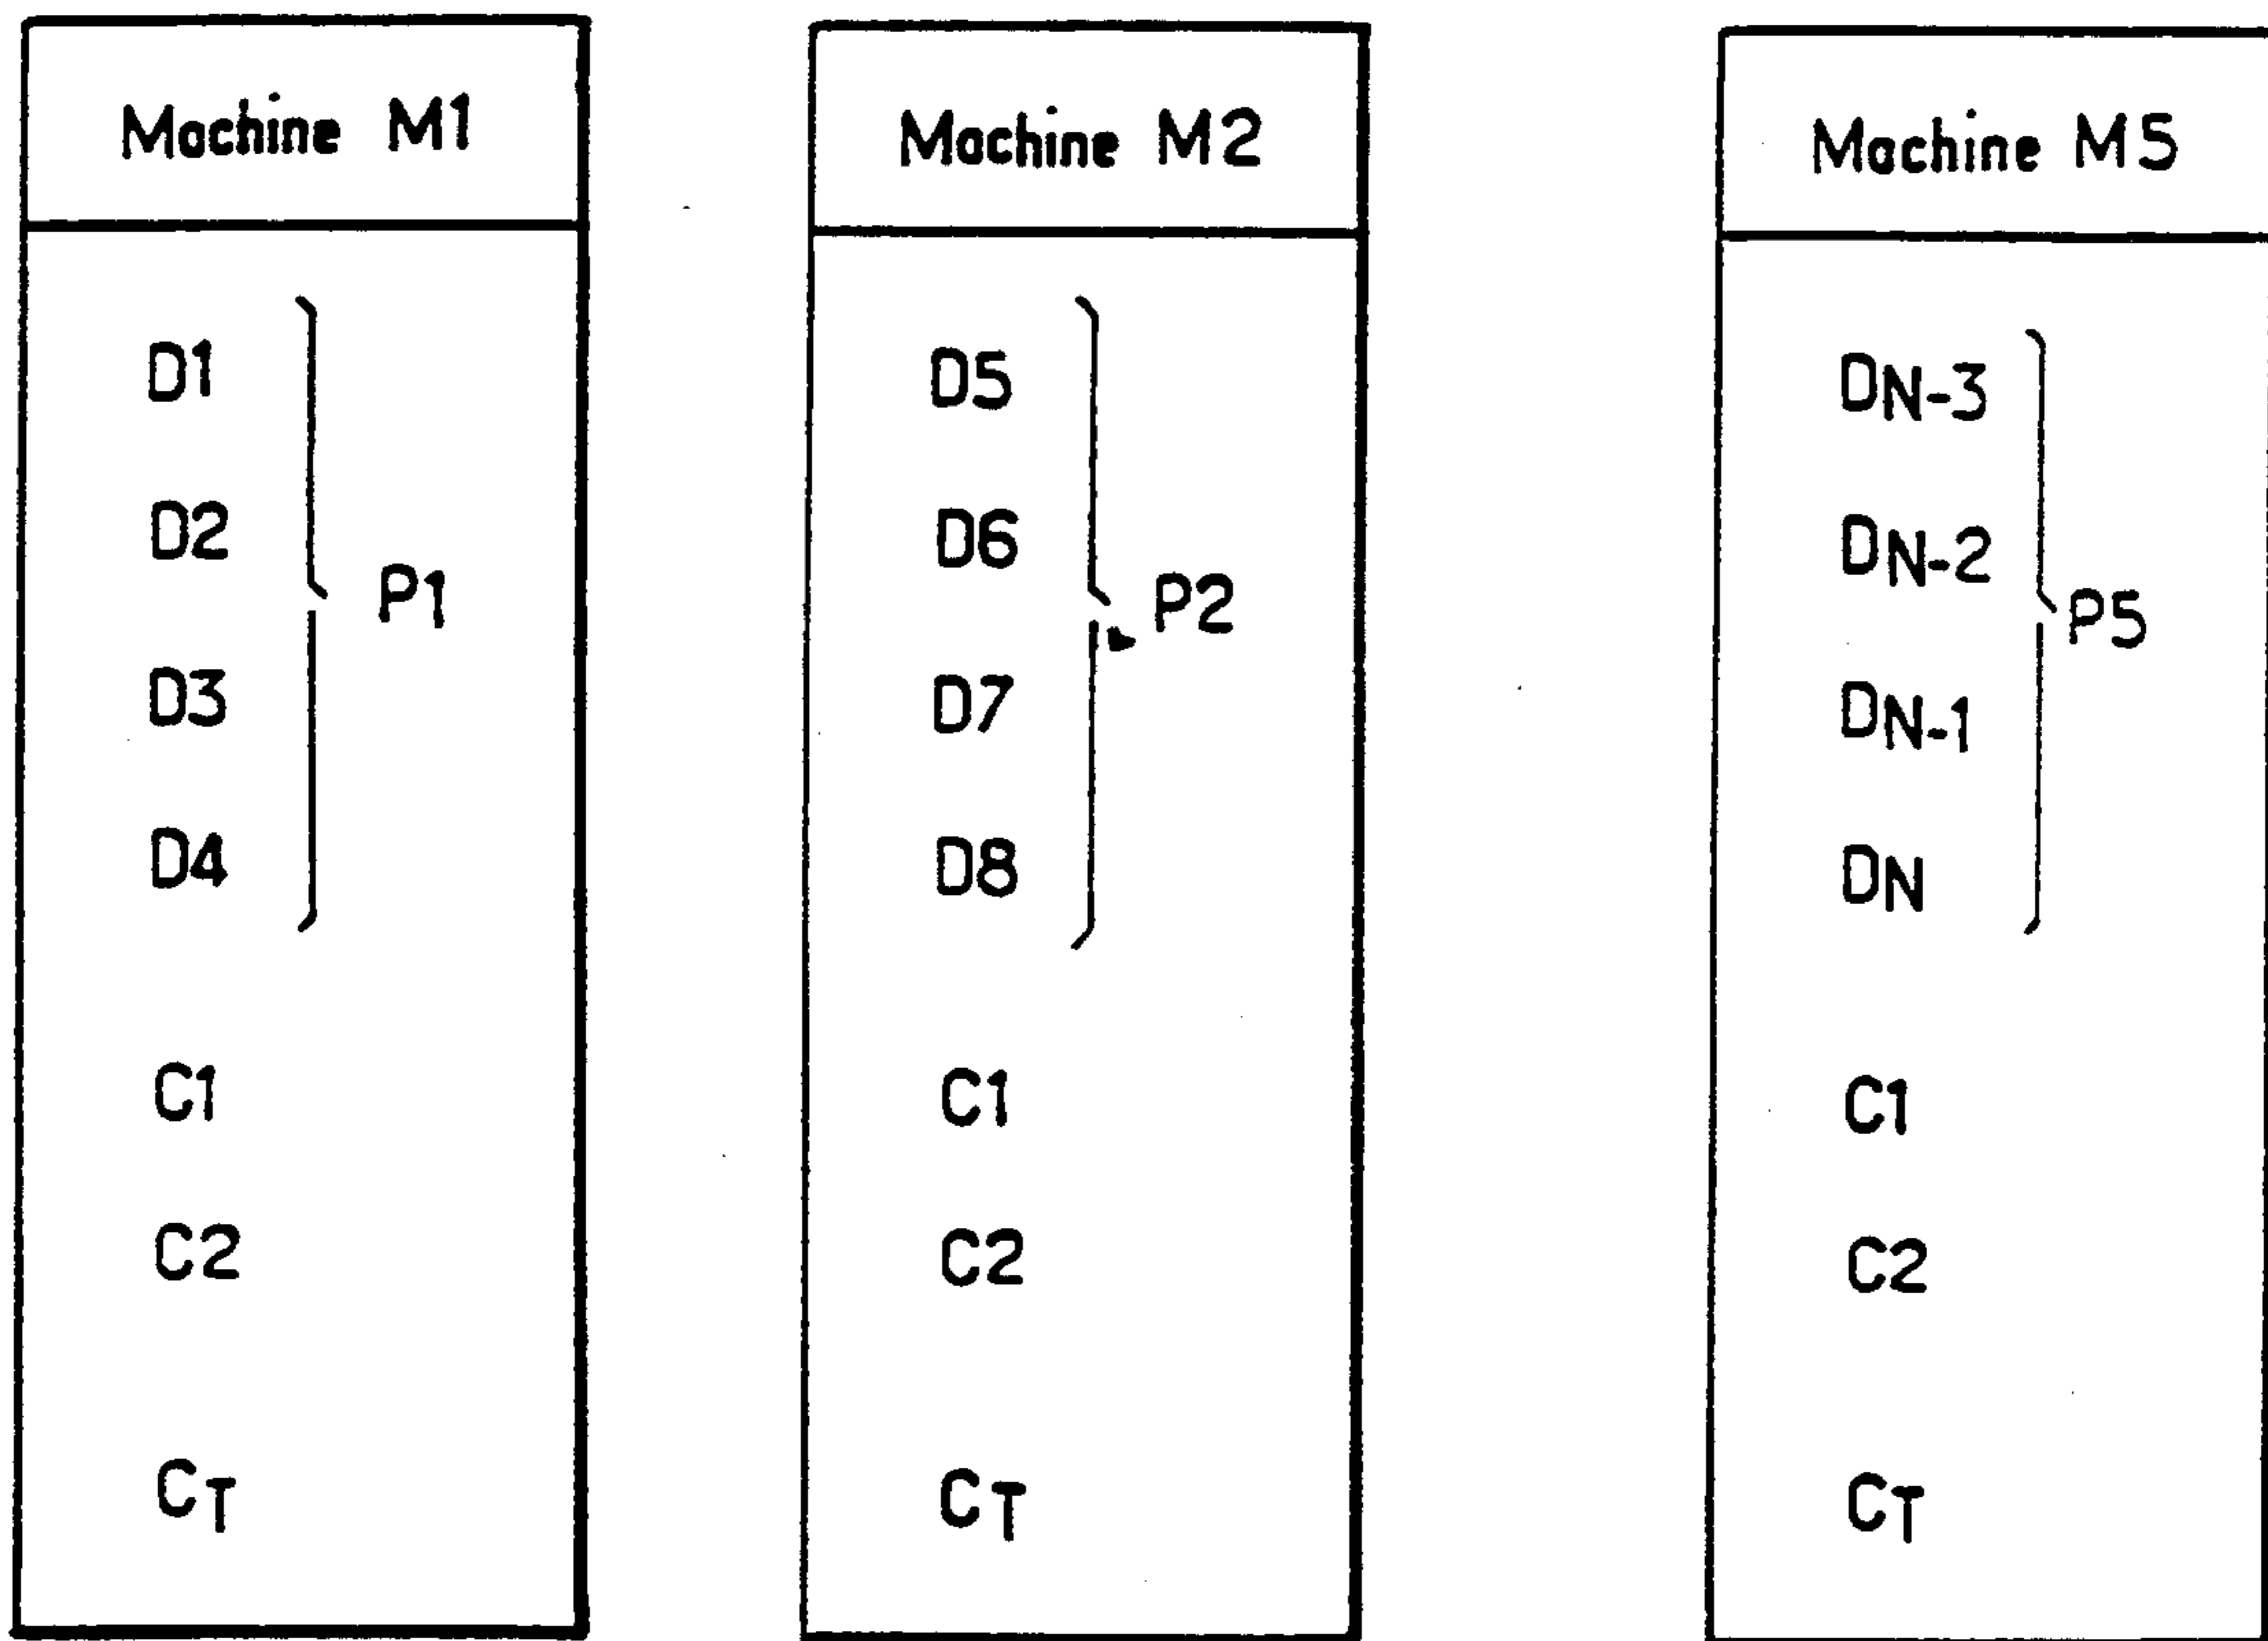 Machine M1
D1
D2
P1
D3
D4
C1
C2
CT
Machine M2
D5
D6
P2
D7
D8
C1
C2
CT
Machine M5
DN-3
DN-2
P5
DN-1
DN
C1
C2
CT